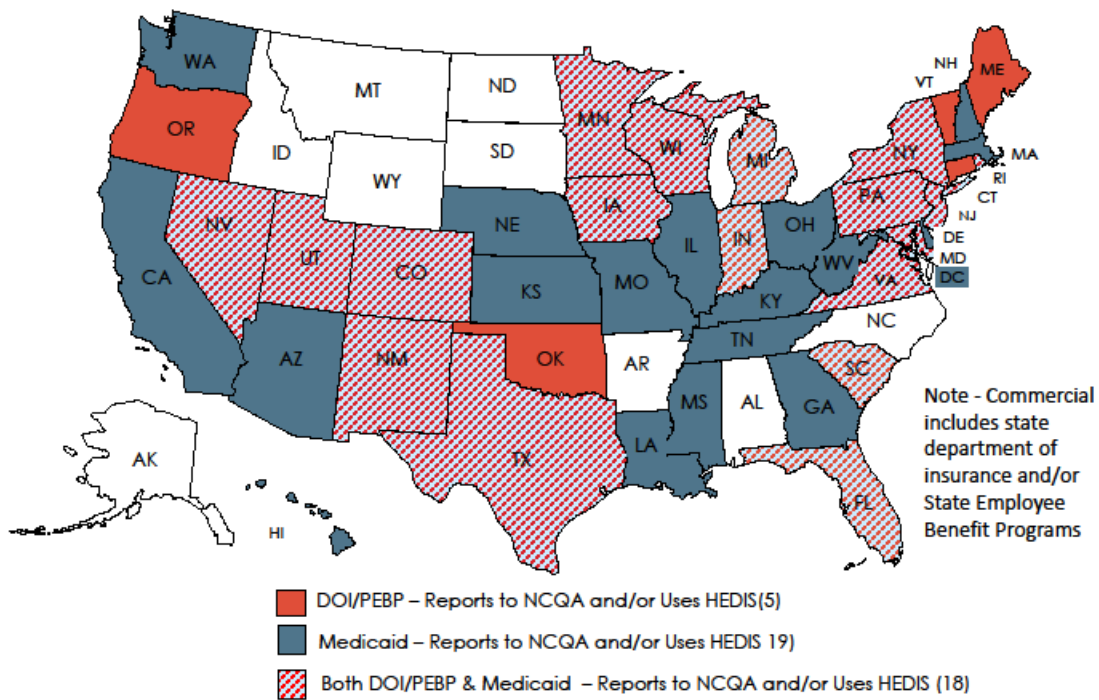 NH
VT
ME
WA
MT
ND
MN
OR
ID
SD
WI
MI
NY
MA
RI
CT
WY
IA
PA
NJ
NE
NV
UT
CO
IL
IN
OH
DE
MD
DC
CA
KS
MO
WV
VA
KY
NC
TN
AZ
NM
OK
AR
SC
MS
AL
GA
LA
TX
FL
AK
HI
Note - Commercial
includes state
department of
insurance and/or
State Employee
Benefit Programs
DOI/PEBP – Reports to NCQA and/or Uses HEDIS(5)
Medicaid – Reports to NCQA and/or Uses HEDIS 19)
Both DOI/PEBP & Medicaid – Reports to NCQA and/or Uses HEDIS (18)